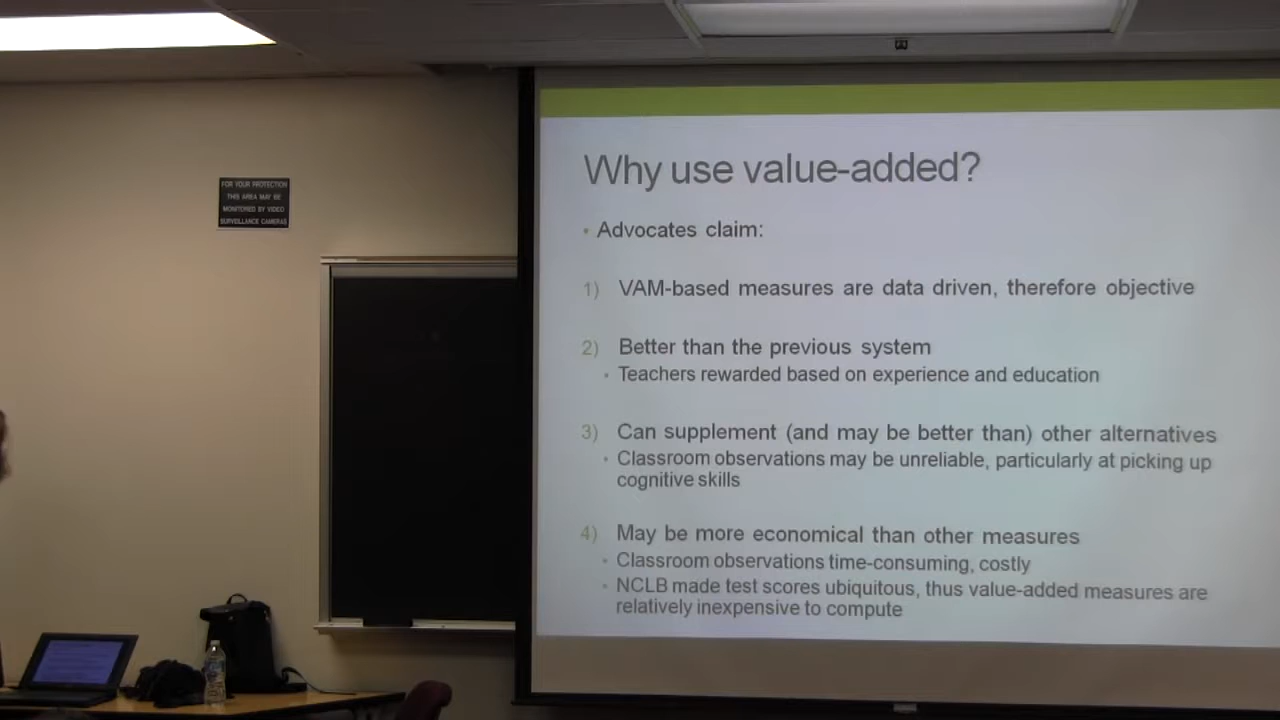 FOR YOUR PROTECTION
THIS AREA MAY BE
MONITORED BY VIDEO
SURVEILLANCE CAMERAS
Why use value-added?
• Advocates claim:
1) VAM-based measures are data driven, therefore objective
2) Better than the previous system
• Teachers rewarded based on experience and education
3) Can supplement (and may be better than) other alternatives
• Classroom observations may be unreliable, particularly at picking up
cognitive skills
4) May be more economical than other measures
• Classroom observations time-consuming, costly
• NCLB made test scores ubiquitous, thus value-added measures are
relatively inexpensive to compute